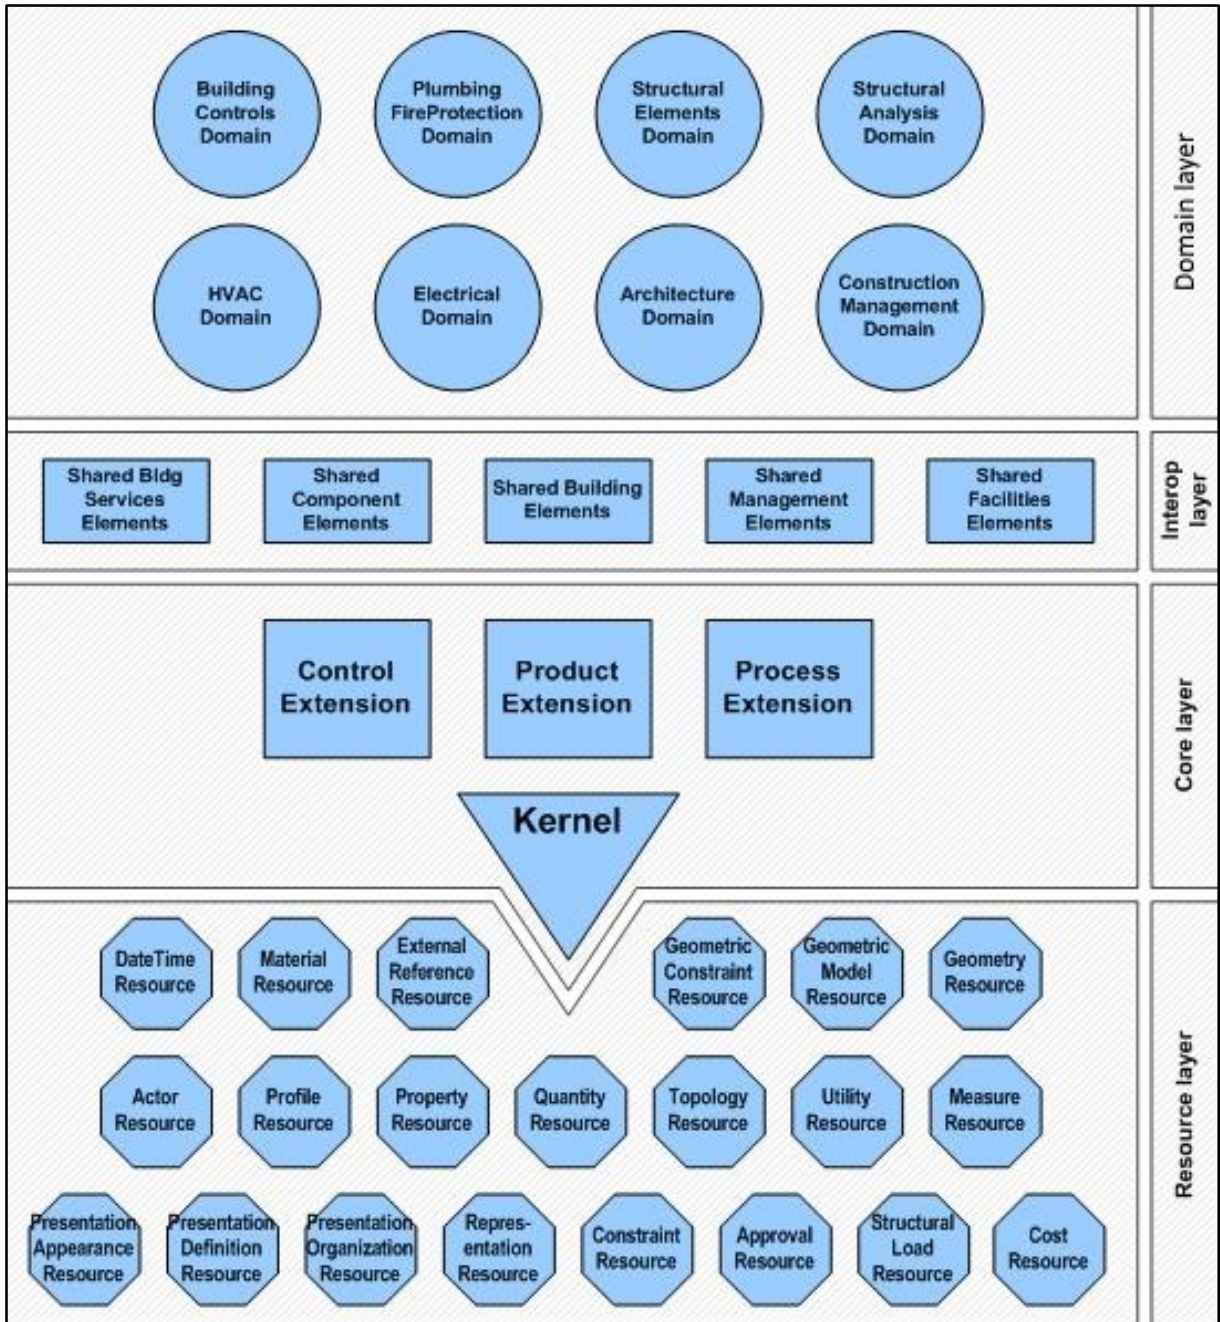 Building
Controls
Domain
Plumbing
FireProtection
Domain
Structural
Elements
Domain
Structural
Analysis
Domain
HVAC
Domain
Electrical
Domain
Architecture
Domain
Construction
Management
Domain
Domain layer
Shared Bldg
Services
Elements
Shared
Component
Elements
Shared Building
Elements
Shared
Management
Elements
Shared
Facilities
Elements
Interop
layer
Control
Extension
Product
Extension
Process
Extension
Kernel
Core layer
DateTime
Resource
Material
Resource
External
Reference
Resource
Geometric
Constraint
Resource
Geometric
Model
Resource
Geometry
Resource
Actor
Resource
Profile
Resource
Property
Resource
Quantity
Resource
Topology
Resource
Utility
Resource
Measure
Resource
Presentation
Appearance
Resource
Presentation
Definition
Resource
Presentation
Organization
Resource
Repres-
entation
Resource
Constraint
Resource
Approval
Resource
Structural
Load
Resource
Cost
Resource
Resource layer